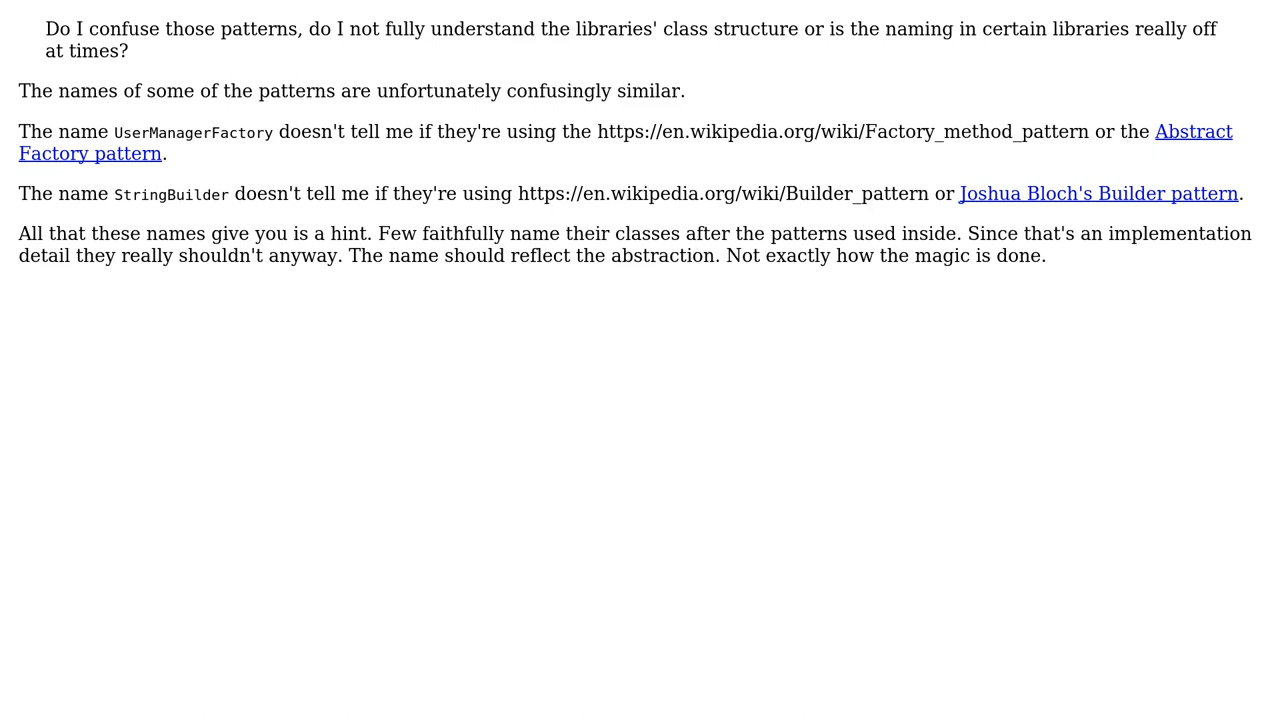 Do I confuse those patterns, do I not fully understand the libraries' class structure or is the naming in certain libraries really off
at times?
The names of some of the patterns are unfortunately confusingly similar.
The name UserManagerFactory doesn't tell me if they're using the https://en.wikipedia.org/wiki/Factory_method_pattern or the Abstract
Factory pattern.
The name StringBuilder doesn't tell me if they're using https://en.wikipedia.org/wiki/Builder_pattern or Joshua Bloch's Builder pattern.
All that these names give you is a hint. Few faithfully name their classes after the patterns used inside. Since that's an implementation
detail they really shouldn't anyway. The name should reflect the abstraction. Not exactly how the magic is done.